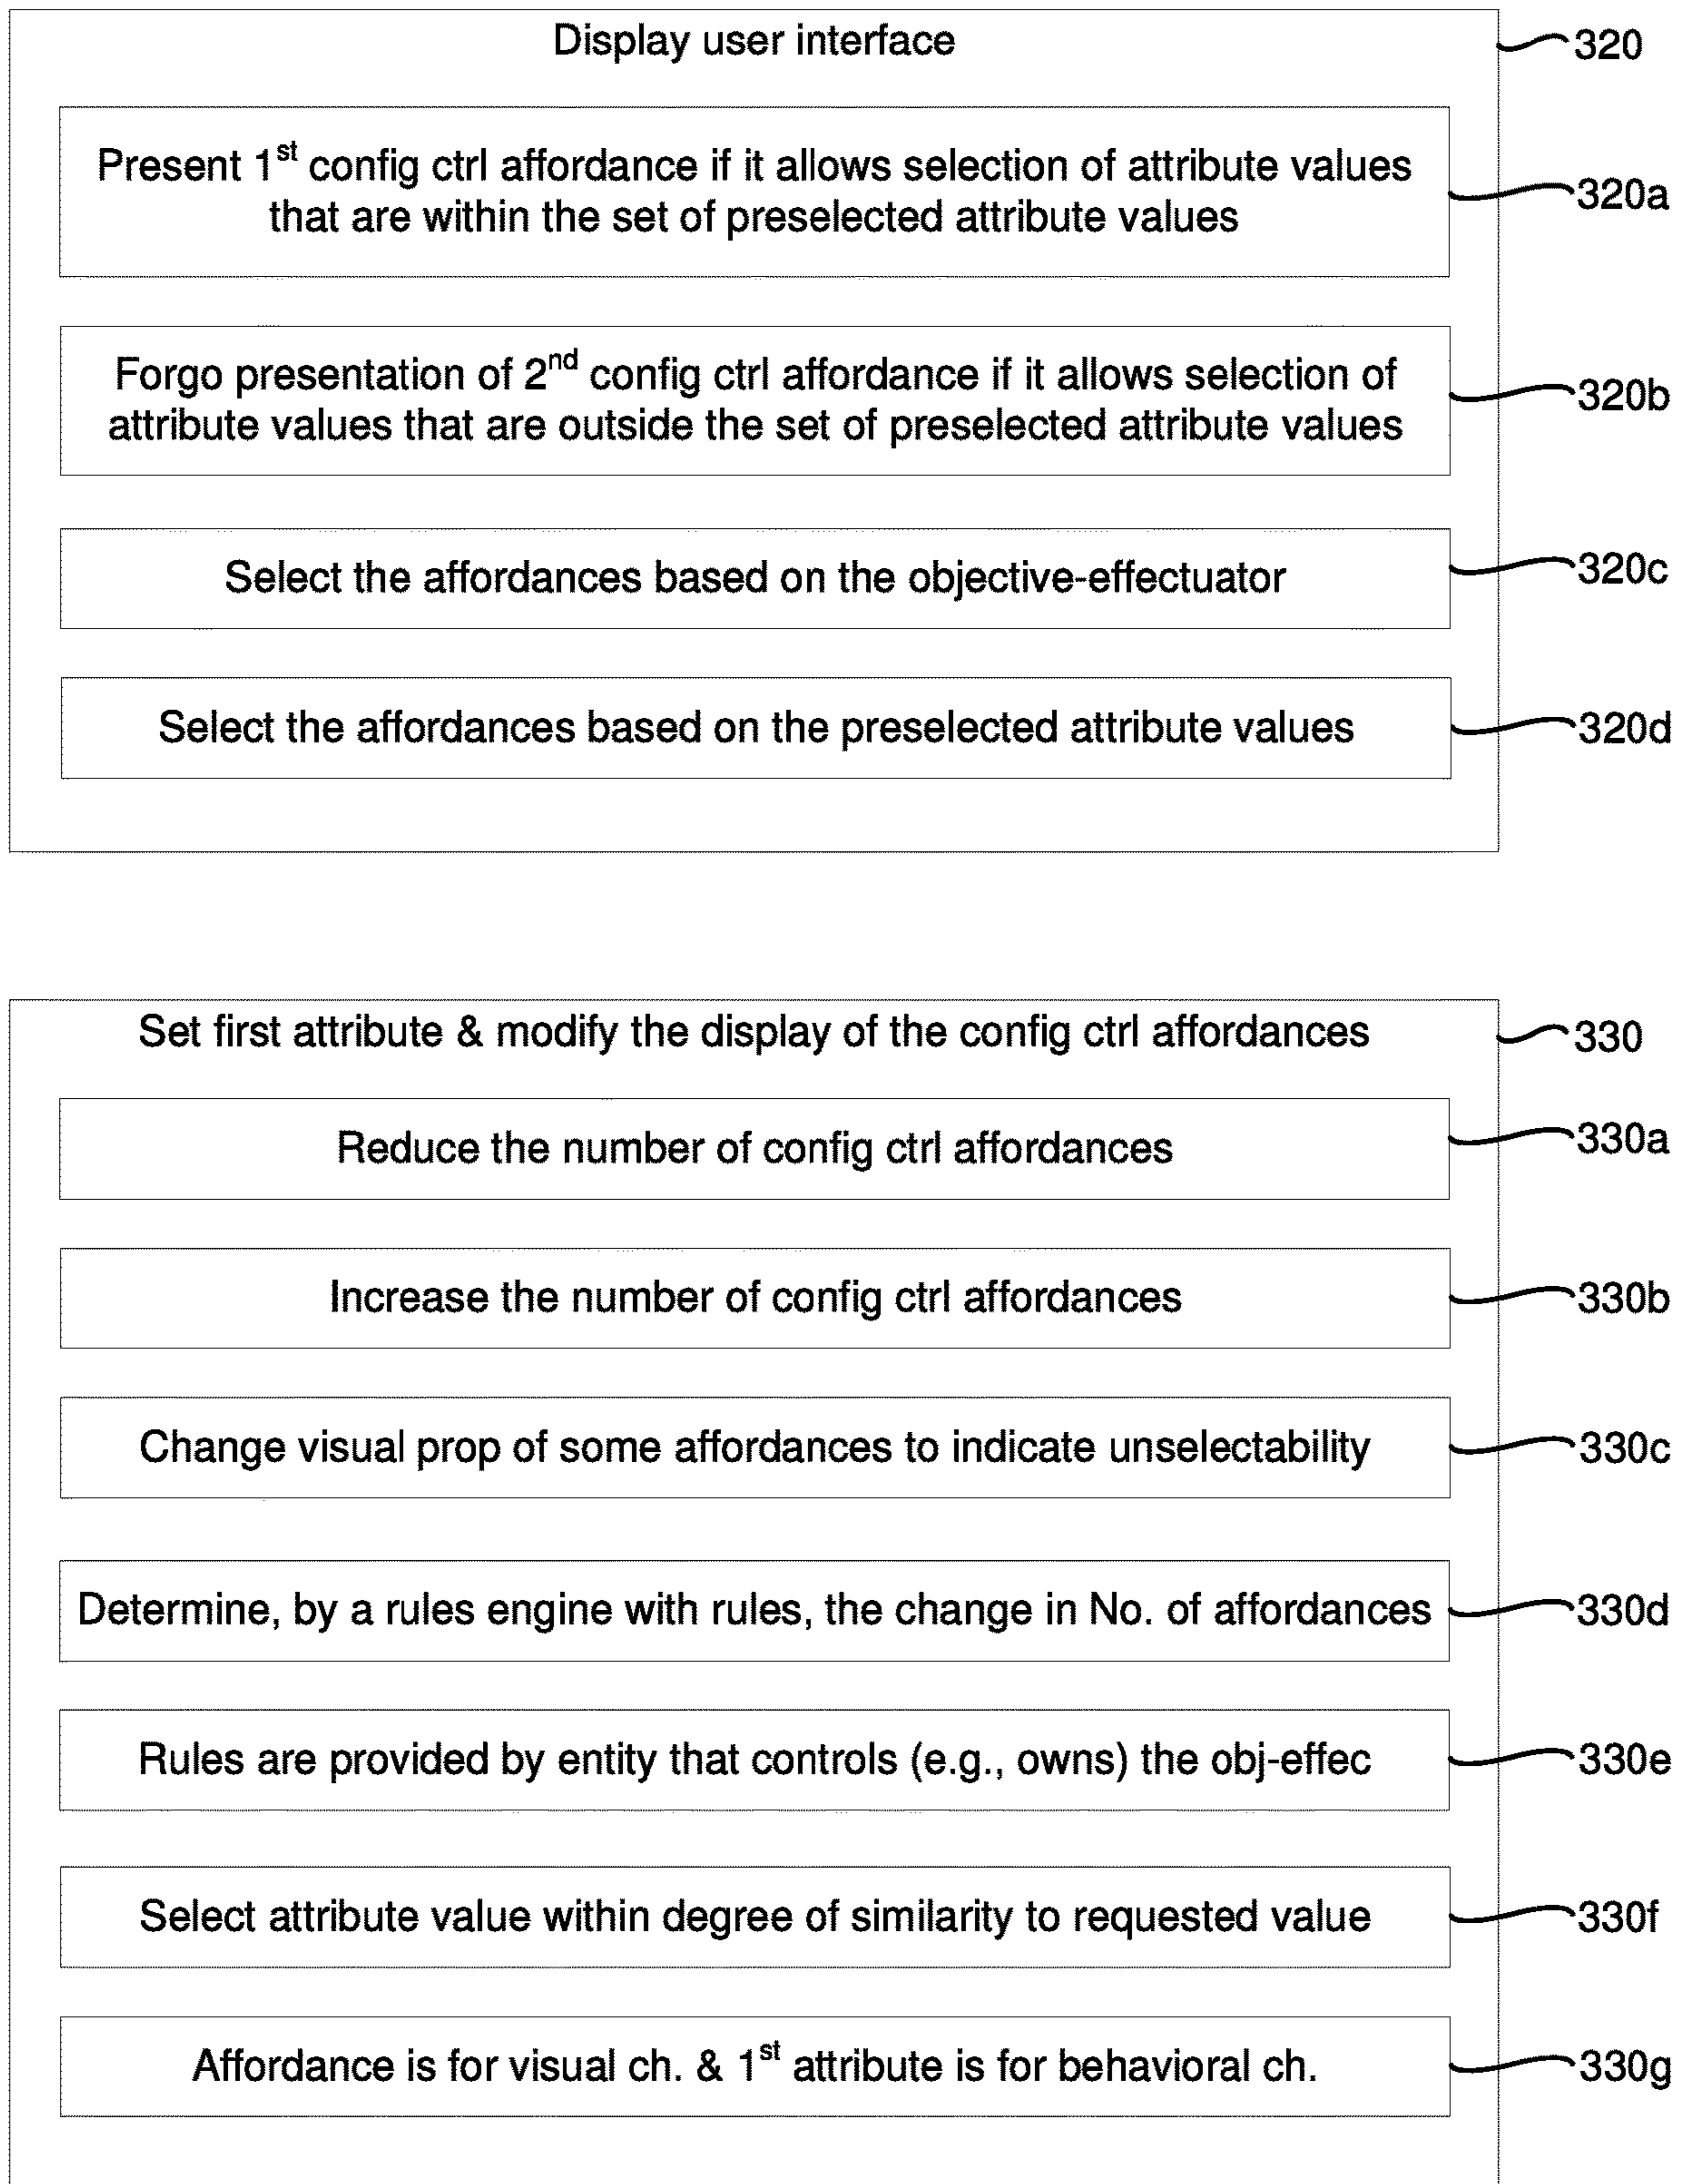 Display user interface
320
Present 1st config ctrl affordance if it allows selection of attribute values
that are within the set of preselected attribute values
320a
Forgo presentation of 2nd config ctrl affordance if it allows selection of
attribute values that are outside the set of preselected attribute values
320b
Select the affordances based on the objective-effectuator
320c
Select the affordances based on the preselected attribute values
320d
Set first attribute & modify the display of the config ctrl affordances
330
Reduce the number of config ctrl affordances
330a
Increase the number of config ctrl affordances
330b
Change visual prop of some affordances to indicate unselectability
330c
Determine, by a rules engine with rules, the change in No. of affordances
330d
Rules are provided by entity that controls (e.g., owns) the obj-effec
330e
Select attribute value within degree of similarity to requested value
330f
Affordance is for visual ch. & 1st attribute is for behavioral ch.
330g